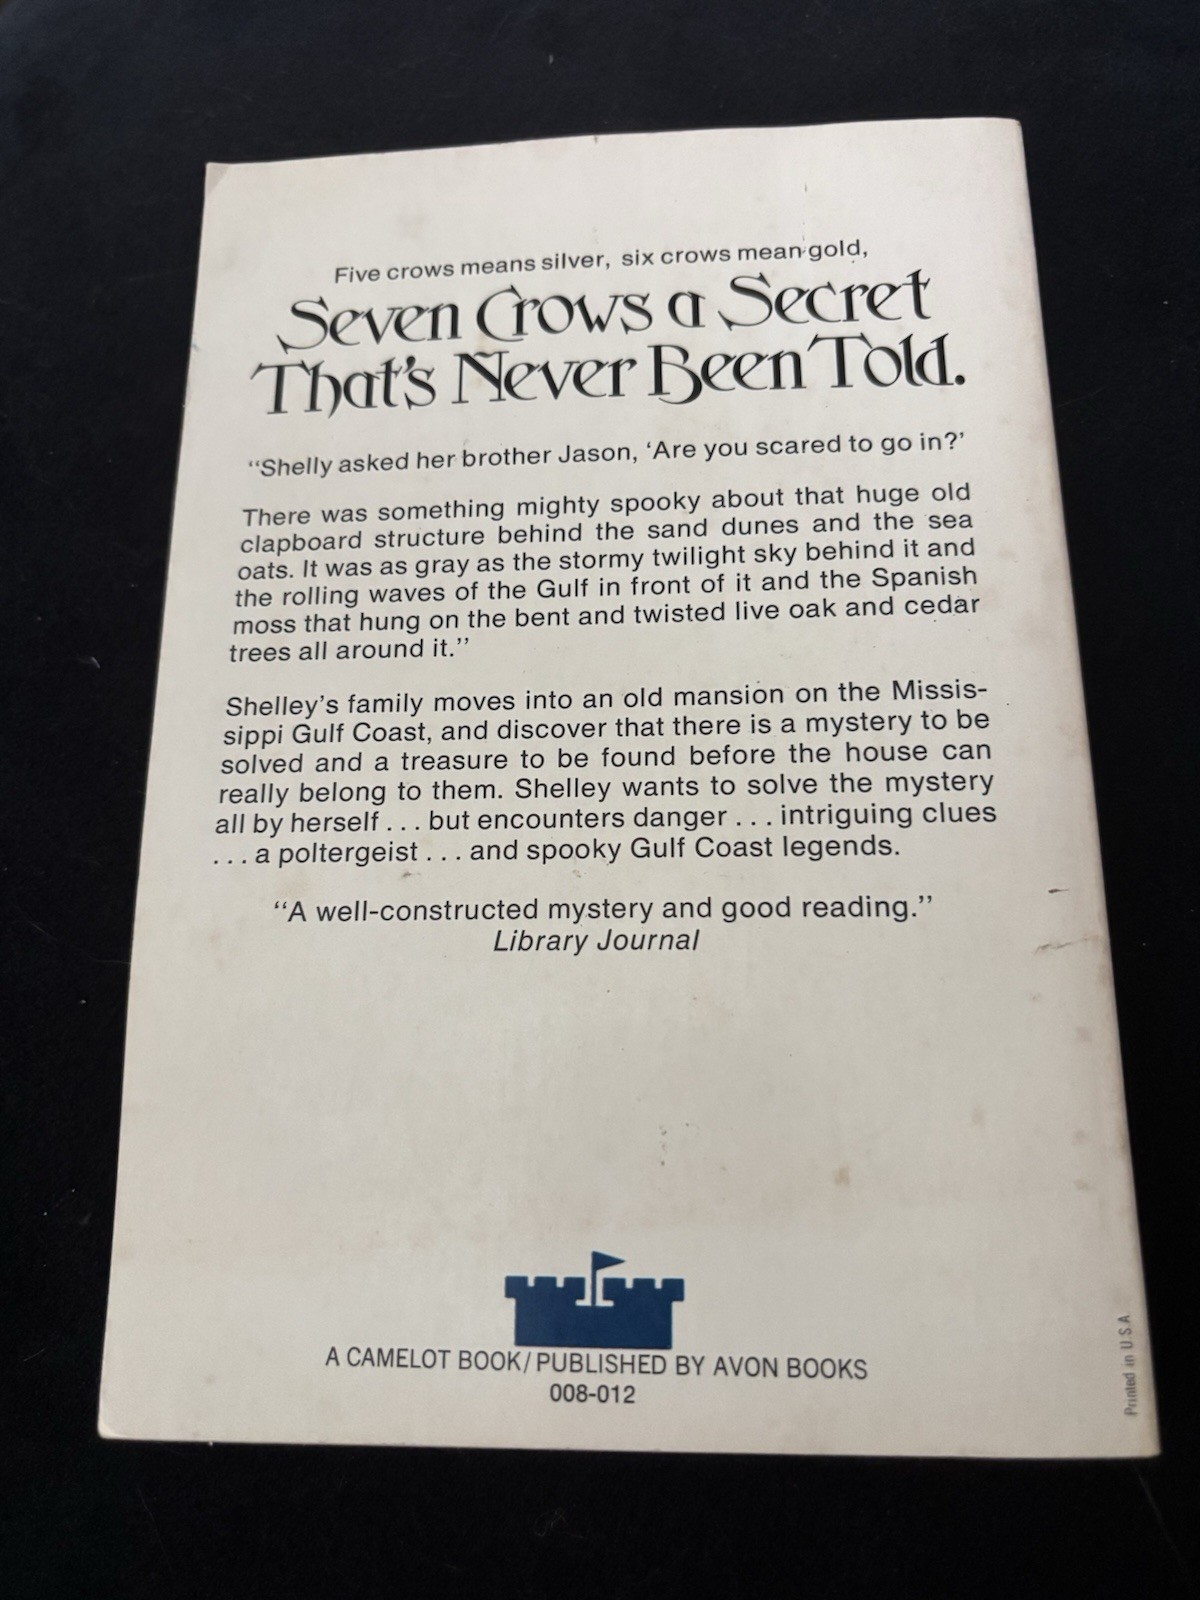 Five crows means silver, six crows mean gold,
Seven Crows a Secret
That's Never Been Told.
“Shelly asked her brother Jason, ‘Are you scared to go in?’
There was something mighty spooky about that huge old
clapboard structure behind the sand dunes and the sea
oats. It was as gray as the stormy twilight sky behind it and
the rolling waves of the Gulf in front of it and the Spanish
moss that hung on the bent and twisted live oak and cedar
trees all around it.”
Shelley's family moves into an old mansion on the Missis-
sippi Gulf Coast, and discover that there is a mystery to be
solved and a treasure to be found before the house can
really belong to them. Shelley wants to solve the mystery
all by herself . . . but encounters danger . . . intriguing clues
. . . a poltergeist . . . and spooky Gulf Coast legends.
“A well-constructed mystery and good reading.”
Library Journal
A CAMELOT BOOK/PUBLISHED BY AVON BOOKS
008-012
Printed in U.S.A